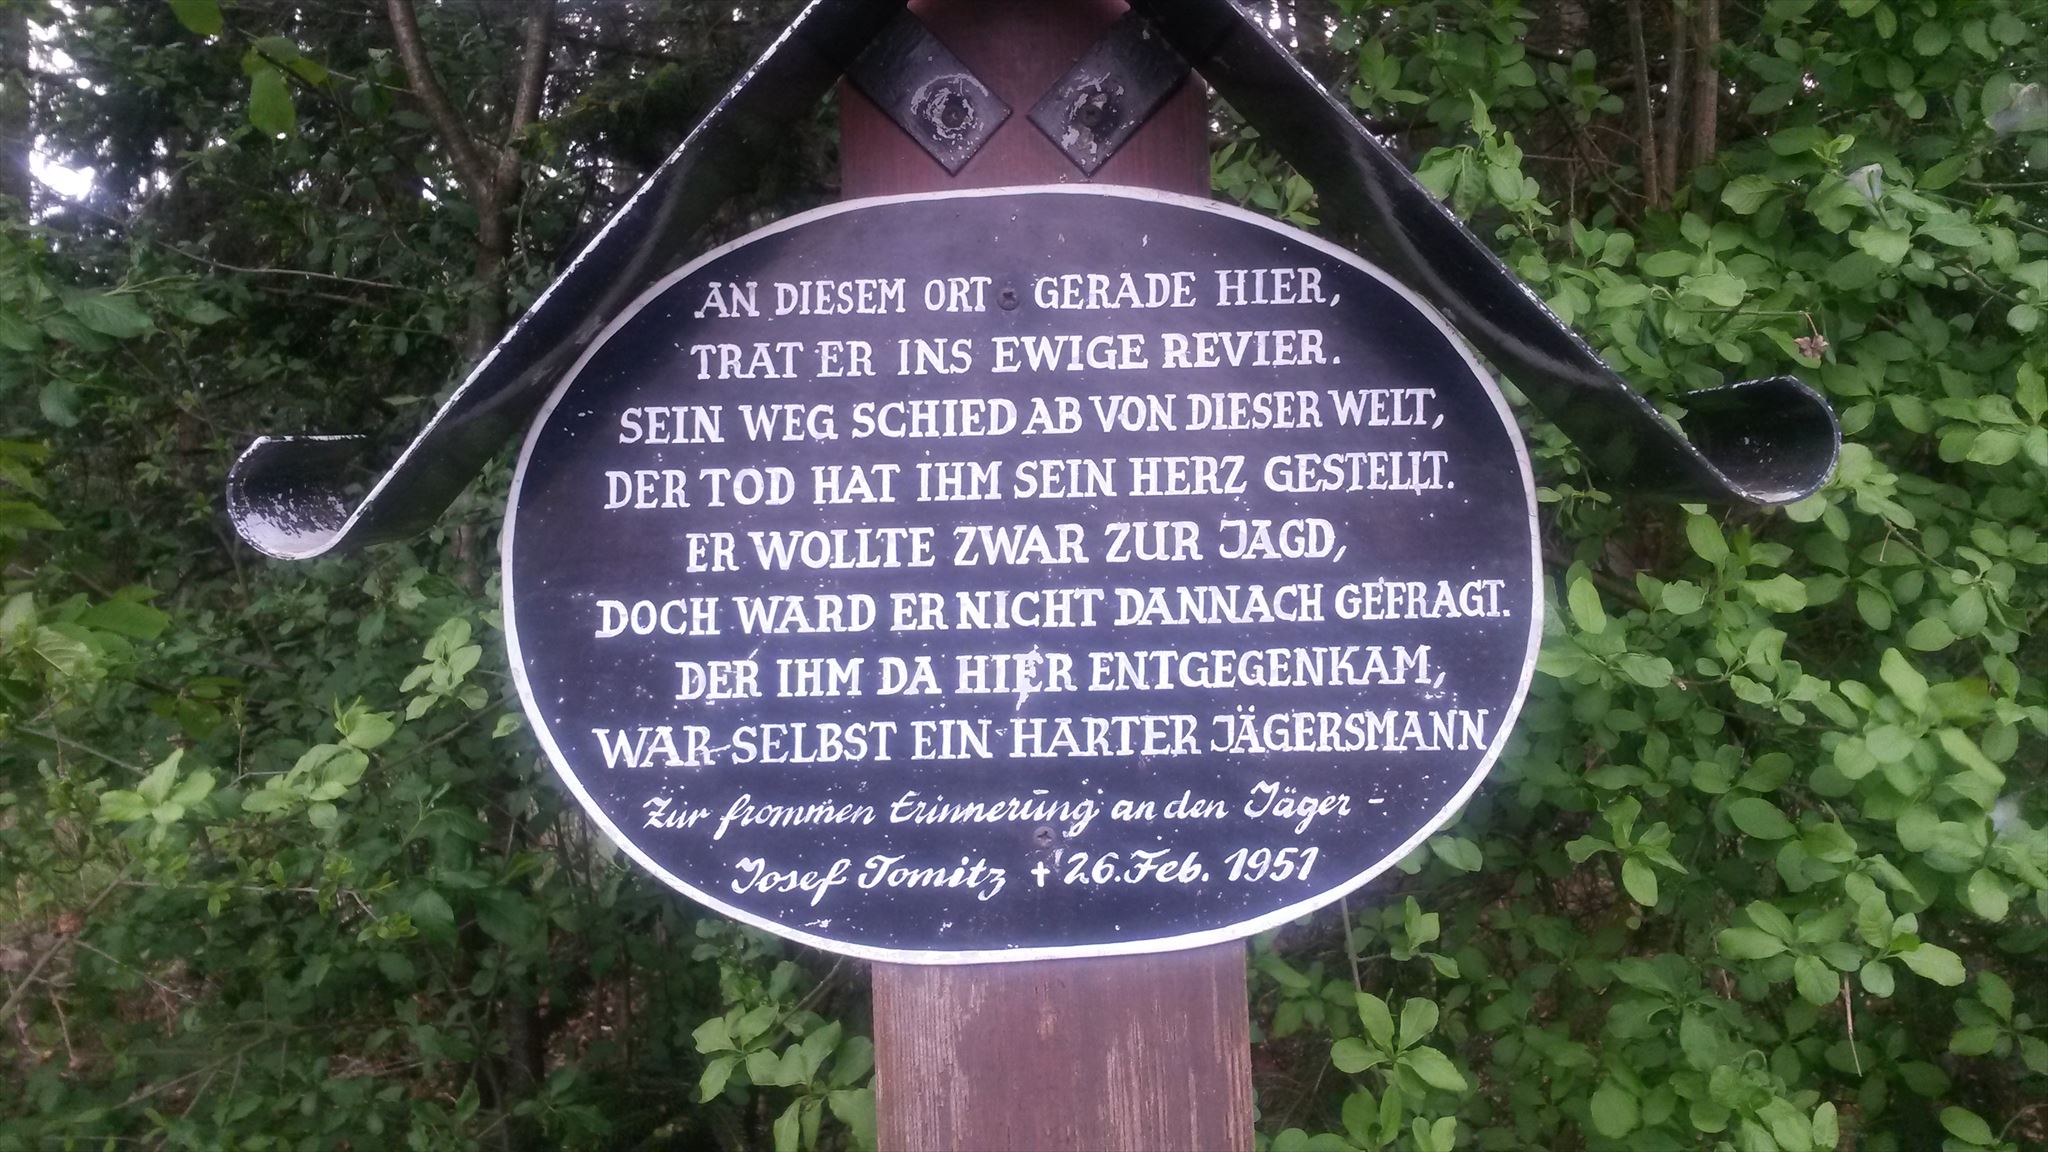 AN DIESEM ORT GERADE HIER,
TRAT ER INS EWIGE REVIER.
SEIN WEG SCHIED AB VON DIESER WELT,
DER TOD HAT IHM SEIN HERZ GESTELLT.
ER WOLLTE ZWAR ZUR JAGD,
DOCH WARD ER NICHT DANNACH GEFRAGT.
DER IHM DA HIER ENTGEGENKAM,
WAR SELBST EIN HARTER JÄGERSMANN
Zur frommen Erinnerung an den Jäger -
Josef Tomitz + 26. Feb. 1951